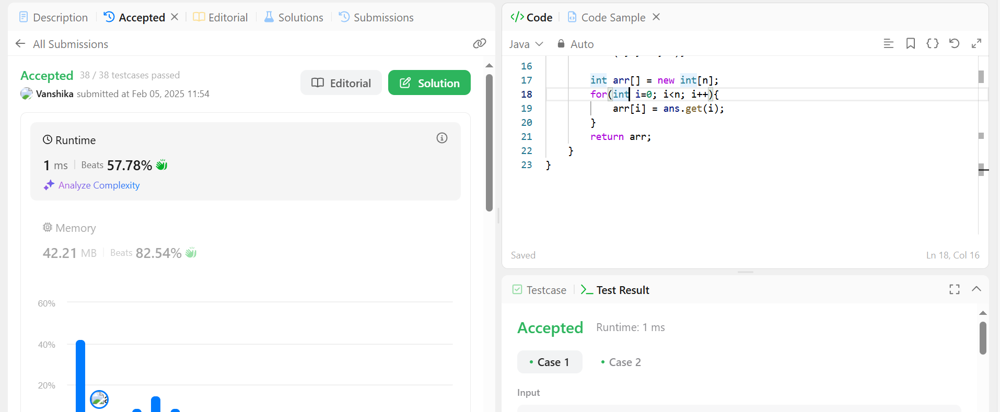 Description
Accepted
Editorial
Solutions
Submissions
All Submissions
Accepted 38 / 38 testcases passed
Vanshika submitted at Feb 05, 2025 11:54
Editorial
Solution
Runtime
1 ms Beats 57.78%
Analyze Complexity
Memory
42.21 MB Beats 82.54%
60%
40%
20%
</> Code
Code Sample
Java
Auto
16
17 int arr[] = new int[n];
18 for(int i=0; i<n; i++){
19 arr[i] = ans.get(i);
20 }
21 return arr;
22 }
23 }
Saved
Ln 18, Col 16
Testcase
Test Result
Accepted Runtime: 1 ms
Case 1
Case 2
Input